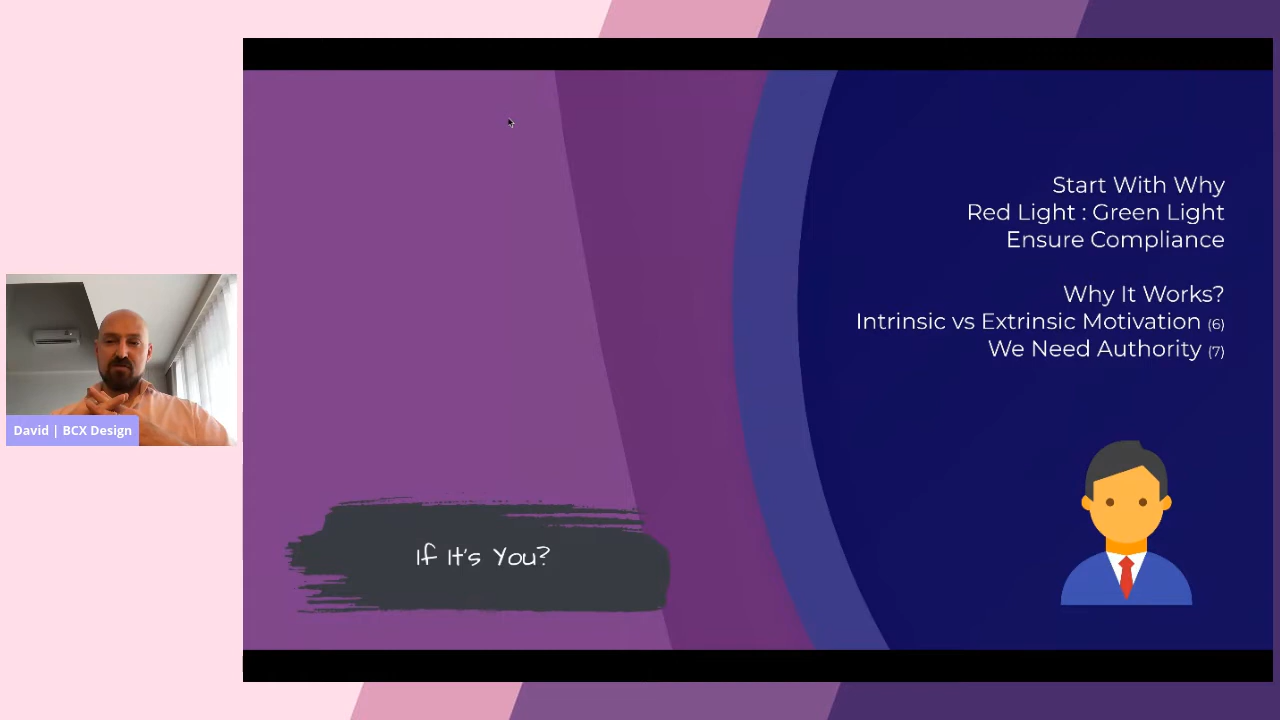 Start With Why
Red Light : Green Light
Ensure Compliance
Why It Works?
Intrinsic vs Extrinsic Motivation (6)
We Need Authority (7)
David | BCX Design
If It's You?